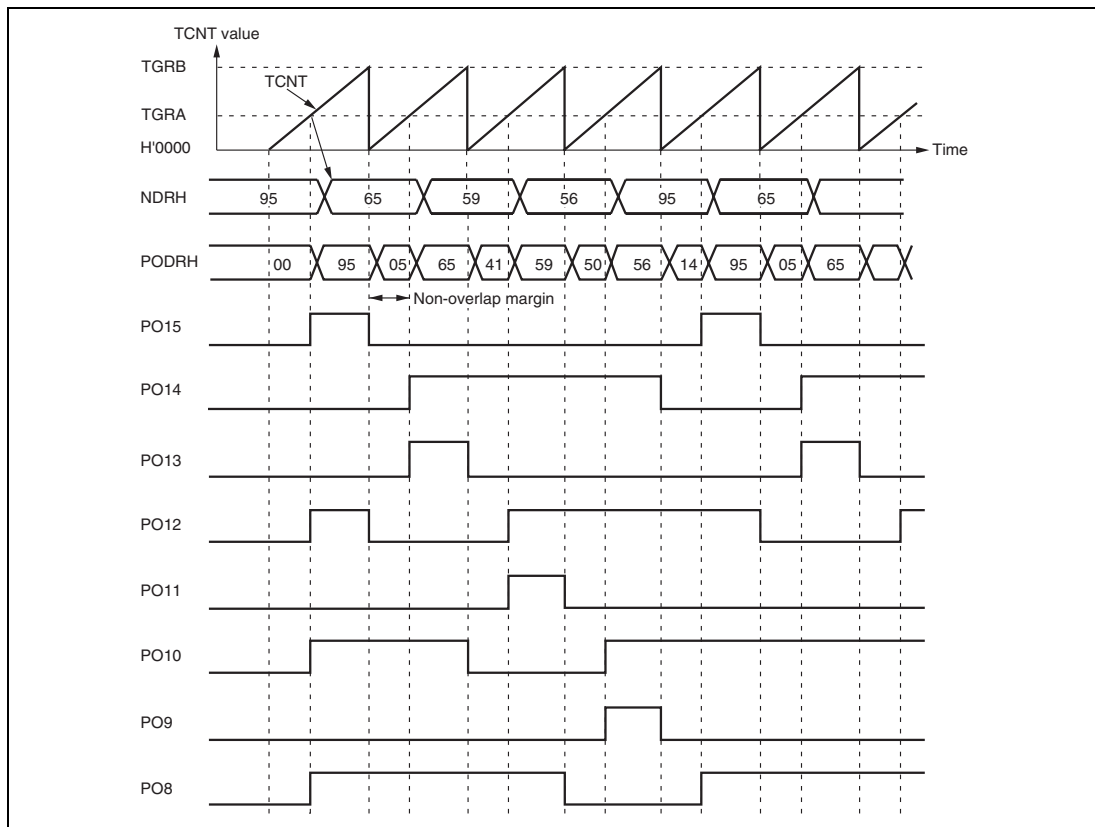 TCNT value
TGRB
TCNT
TGRA
H'0000
Time
NDRH
95 65 59 56 95 65
PODRH
00 95 05 65 41 59 50 56 14 95 05 65
Non-overlap margin
PO15
PO14
PO13
PO12
PO11
PO10
PO9
PO8